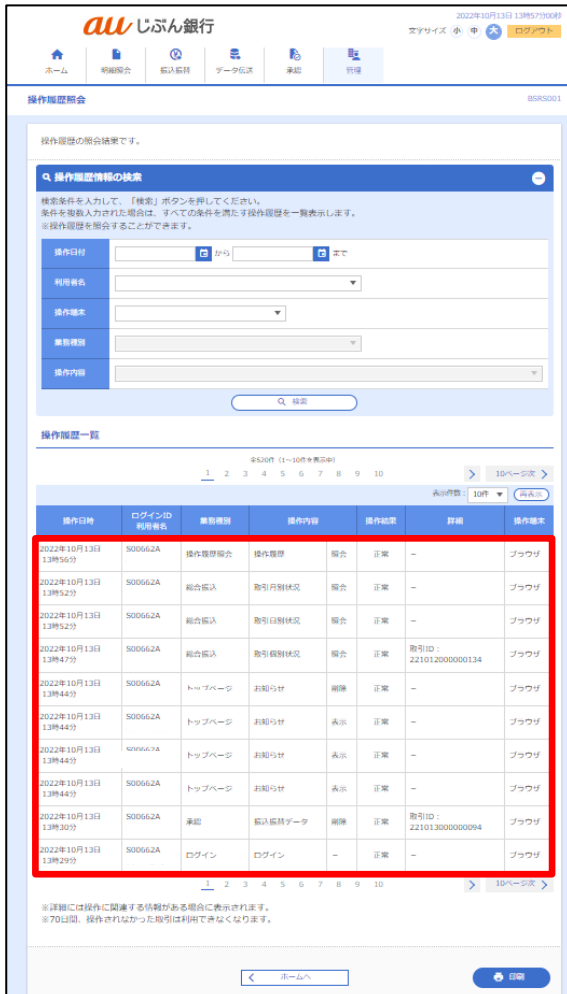 2022年10月13日 13時57分00秒
au じぶん銀行
文字サイズ 小 中 大 ログアウト
ホーム 明細照会 振込振替 データ伝送 承認 管理
操作履歴照会 BSRS001
操作履歴の照会結果です。
操作履歴情報の検索
検索条件を入力して、「検索」ボタンを押してください。
条件を複数入力された場合は、すべての条件を満たす操作履歴を一覧表示します。
※操作履歴を照会することができます。
操作日付 から まで
利用者名
操作端末
業務種別
操作内容
検索
操作履歴一覧
全520件（1～10件を表示中）
1 2 3 4 5 6 7 8 9 10 10ページ次
表示件数： 10件 再表示
操作日時 ログインID 利用者名 業務種別 操作内容 操作結果 詳細 操作端末
2022年10月13日 13時56分 S00662A 操作履歴照会 操作履歴 照会 正常 － ブラウザ
2022年10月13日 13時52分 S00662A 総合振込 取引月別状況 照会 正常 － ブラウザ
2022年10月13日 13時52分 S00662A 総合振込 取引日別状況 照会 正常 － ブラウザ
2022年10月13日 13時47分 S00662A 総合振込 取引個別状況 照会 正常 取引ID： 221012000000134 ブラウザ
2022年10月13日 13時44分 S00662A トップページ お知らせ 削除 正常 － ブラウザ
2022年10月13日 13時44分 S00662A トップページ お知らせ 表示 正常 － ブラウザ
2022年10月13日 13時44分 S00662A トップページ お知らせ 表示 正常 － ブラウザ
2022年10月13日 13時44分 S00662A トップページ お知らせ 表示 正常 － ブラウザ
2022年10月13日 13時30分 S00662A 承認 振込振替データ 削除 正常 取引ID： 221013000000094 ブラウザ
2022年10月13日 13時29分 S00662A ログイン ログイン － 正常 － ブラウザ
1 2 3 4 5 6 7 8 9 10 10ページ次
※詳細には操作に関連する情報がある場合に表示されます。
※70日間、操作されなかった取引は利用できなくなります。
ホームへ 印刷